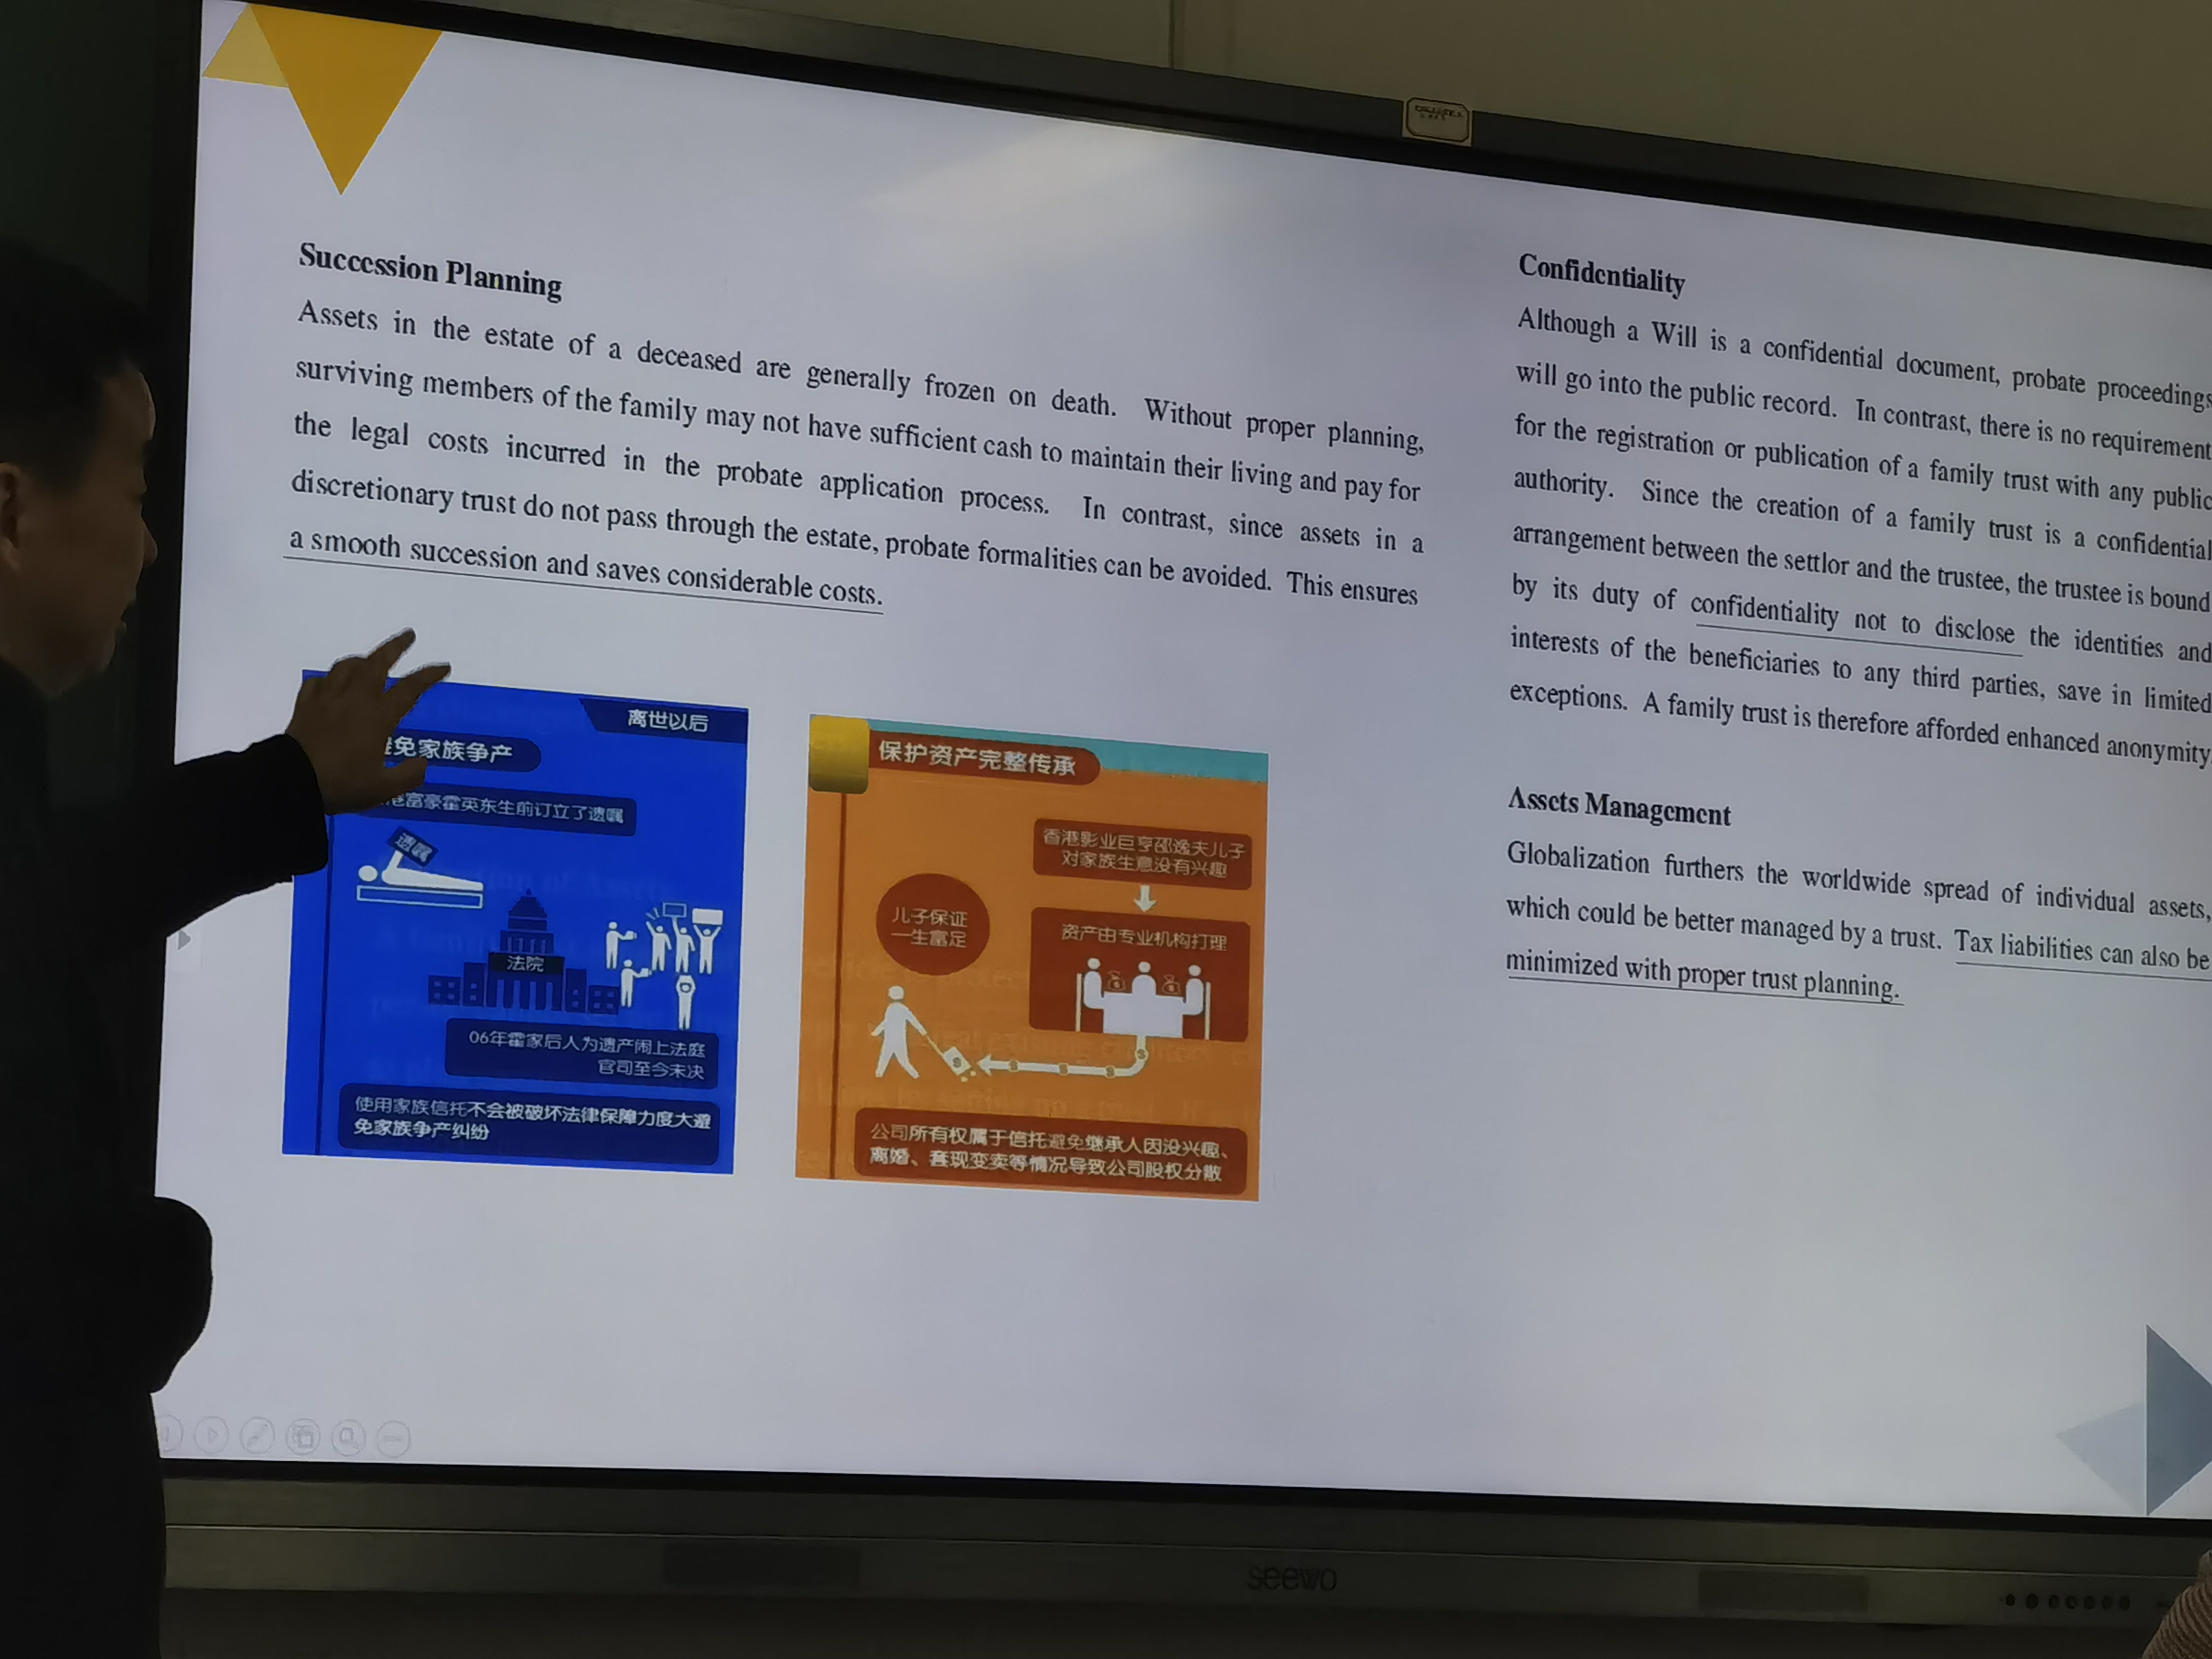 Succession Planning
Assets in the estate of a deceased are generally frozen on death. Without proper planning,
surviving members of the family may not have sufficient cash to maintain their living and pay for
the legal costs incurred in the probate application process. In contrast, since assets in a
discretionary trust do not pass through the estate, probate formalities can be avoided. This ensures
a smooth succession and saves considerable costs.
离世以后
免家族争产
富豪霍英东生前订立了遗嘱
遗嘱
法院
06年霍家后人为遗产闹上法庭
官司至今未决
使用家族信托不会被破坏法律保障力度大避
免家族争产纠纷
保护资产完整传承
香港影业巨亨邵逸夫儿子
对家族生意没有兴趣
儿子保证
一生富足
资产由专业机构打理
公司所有权属于信托避免继承人因没兴趣、
离婚、套现变卖等情况导致公司股权分散
Confidentiality
Although a Will is a confidential document, probate proceedings
will go into the public record. In contrast, there is no requirement
for the registration or publication of a family trust with any public
authority. Since the creation of a family trust is a confidential
arrangement between the settlor and the trustee, the trustee is bound
by its duty of confidentiality not to disclose the identities and
interests of the beneficiaries to any third parties, save in limited
exceptions. A family trust is therefore afforded enhanced anonymity.
Assets Management
Globalization furthers the worldwide spread of individual assets,
which could be better managed by a trust. Tax liabilities can also be
minimized with proper trust planning.
seewo